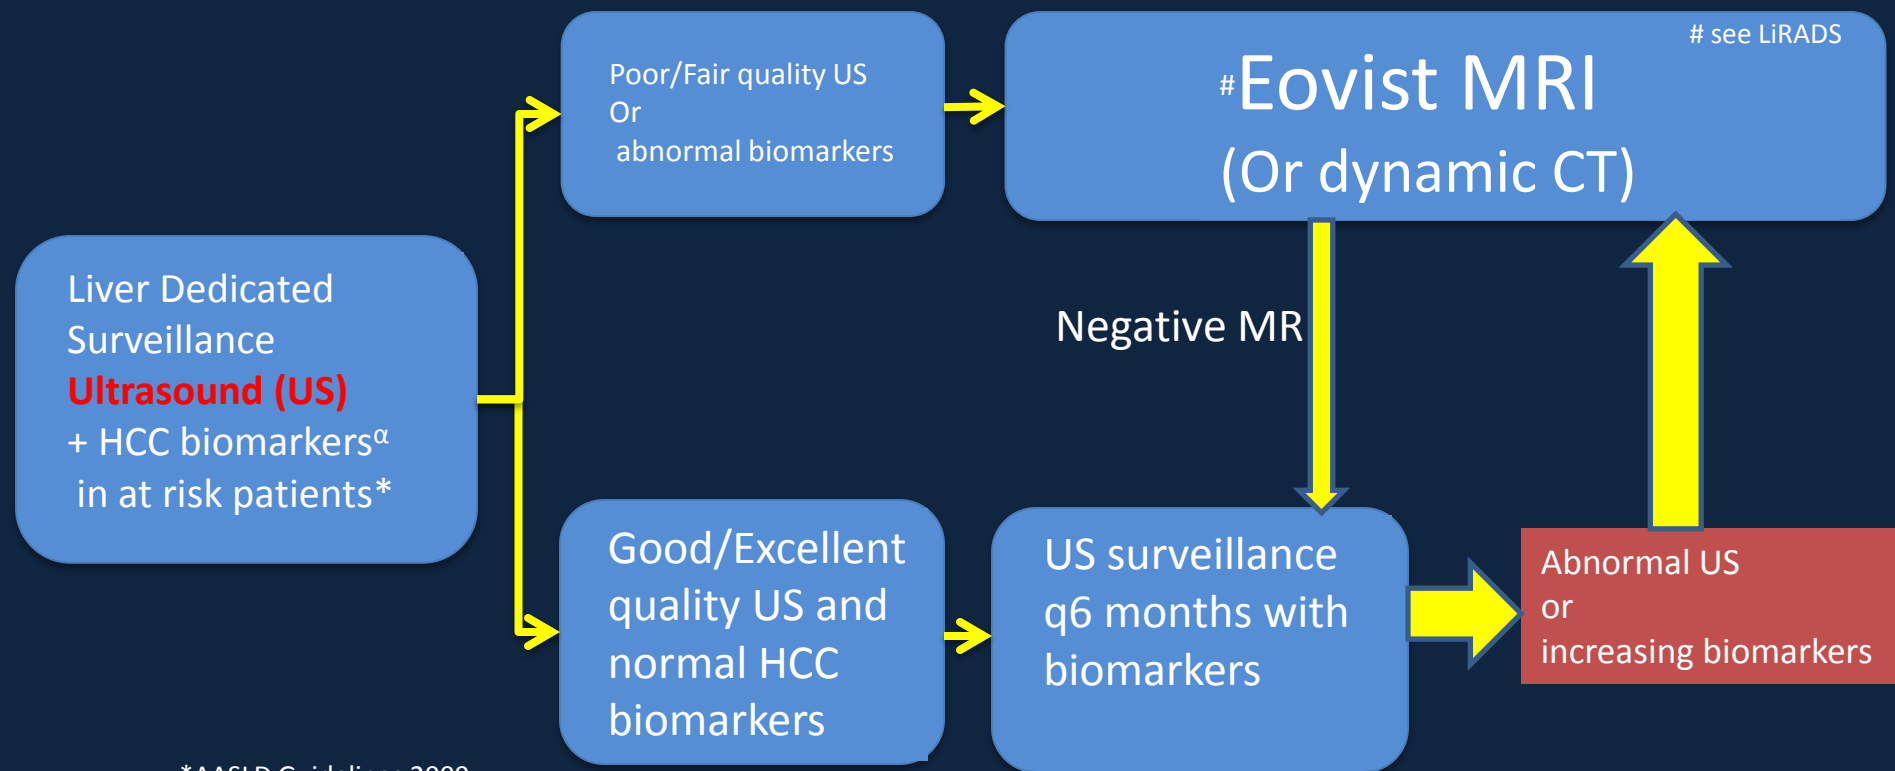 Liver Dedicated
Surveillance
Ultrasound (US)
+ HCC biomarkersα
in at risk patients*
Poor/Fair quality US
Or
abnormal biomarkers
# see LiRADS
#Eovist MRI
(Or dynamic CT)
Negative MR
Good/Excellent
quality US and
normal HCC
biomarkers
US surveillance
q6 months with
biomarkers
Abnormal US
or
increasing biomarkers
*AASLD Guidelines